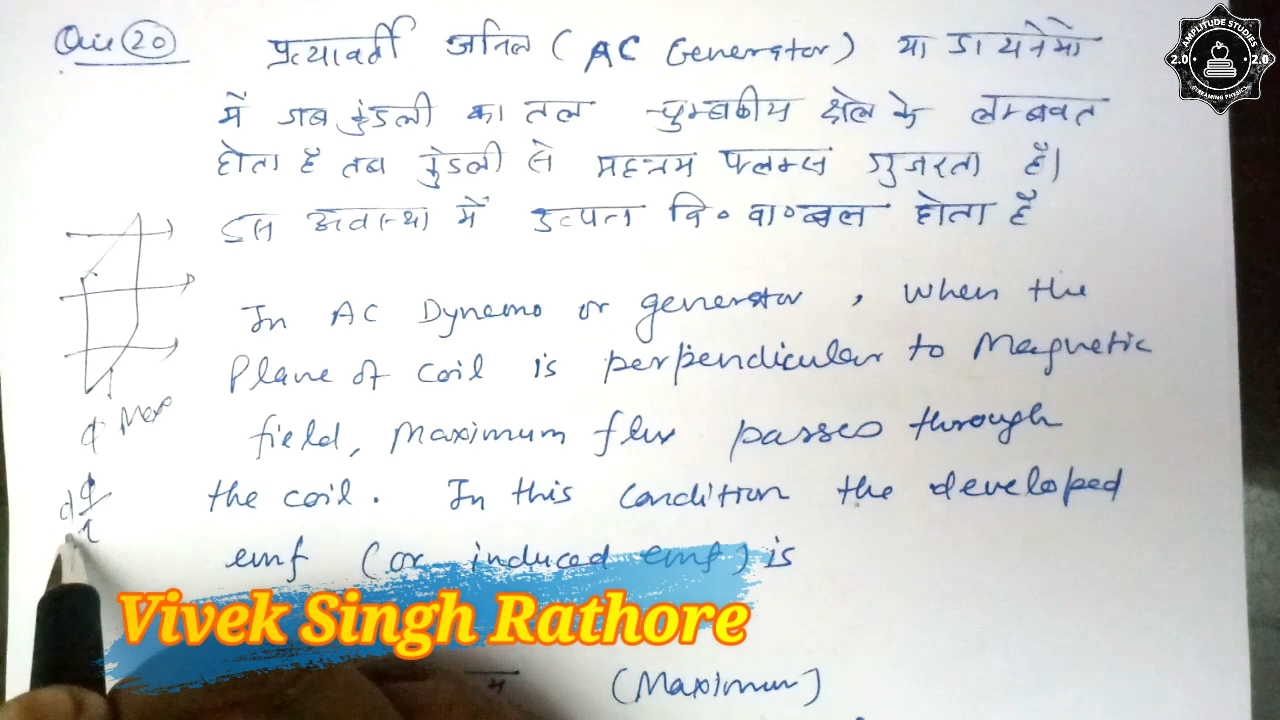 Que 20 प्रत्यावर्ती जनित्र (AC Generator) या डायनेमो
में जब कुंडली का तल चुम्बकीय क्षेत्र के लम्बवत
होता है तब कुंडली से महत्तम फ्लक्स गुजरता है।
इस अवस्था में उत्पन्न वि॰ वा॰ बल होता है
In AC Dynemo or generator, when the
Plane of coil is perpendicular to Magnetic
field, Maximum flux passes through
the coil. In this condition the developed
emf (or induced emf) is
(Maximum)
ϕ Max
dϕ
Vivek Singh Rathore
AMPLITUDE STUDIES
2.0 2.0